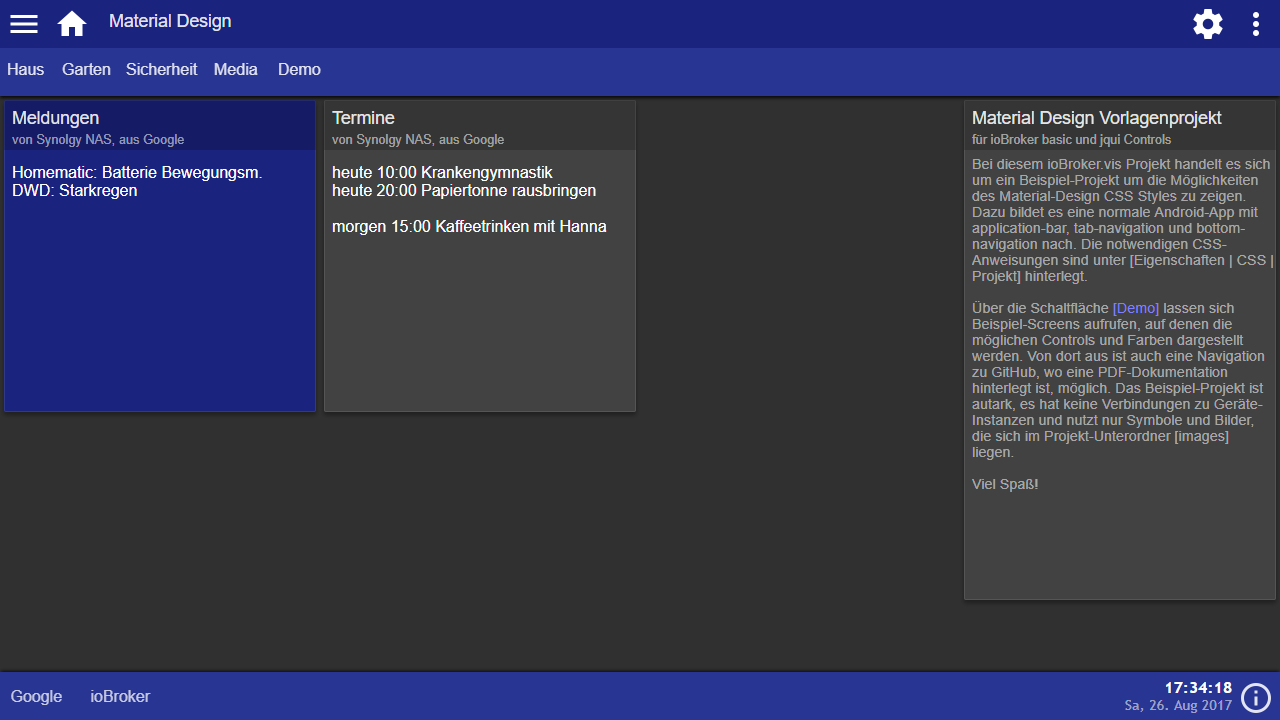 Material Design
Haus Garten Sicherheit Media Demo
Meldungen
von Synolgy NAS, aus Google
Homematic: Batterie Bewegungsm.
DWD: Starkregen
Termine
von Synolgy NAS, aus Google
heute 10:00 Krankengymnastik
heute 20:00 Papiertonne rausbringen
morgen 15:00 Kaffeetrinken mit Hanna
Material Design Vorlagenprojekt
für ioBroker basic und jqui Controls
Bei diesem ioBroker.vis Projekt handelt es sich
um ein Beispiel-Projekt um die Möglichkeiten
des Material-Design CSS Styles zu zeigen.
Dazu bildet es eine normale Android-App mit
application-bar, tab-navigation und bottom-
navigation nach. Die notwendigen CSS-
Anweisungen sind unter [Eigenschaften | CSS |
Projekt] hinterlegt.
Über die Schaltfläche [Demo] lassen sich
Beispiel-Screens aufrufen, auf denen die
möglichen Controls und Farben dargestellt
werden. Von dort aus ist auch eine Navigation
zu GitHub, wo eine PDF-Dokumentation
hinterlegt ist, möglich. Das Beispiel-Projekt ist
autark, es hat keine Verbindungen zu Geräte-
Instanzen und nutzt nur Symbole und Bilder,
die sich im Projekt-Unterordner [images]
liegen.
Viel Spaß!
Google ioBroker
17:34:18
Sa, 26. Aug 2017